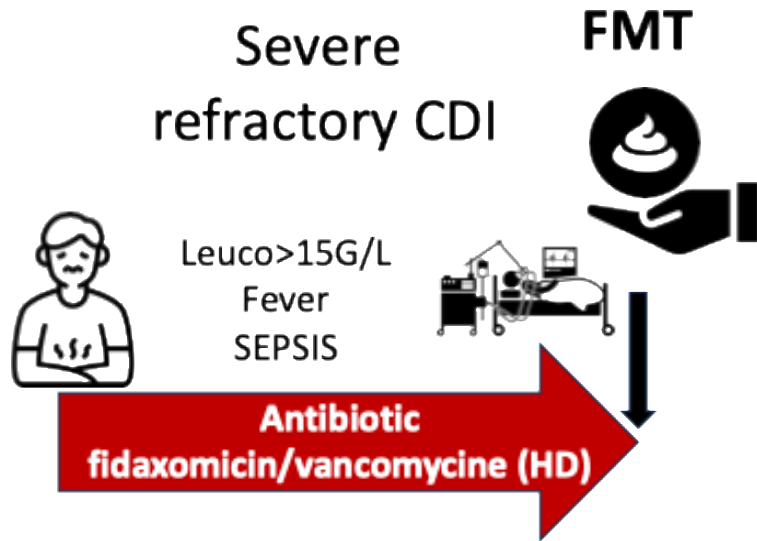 Severe
refractory CDI
FMT
Leuco>15G/L
Fever
SEPSIS
Antibiotic
fidaxomicin/vancomycine (HD)